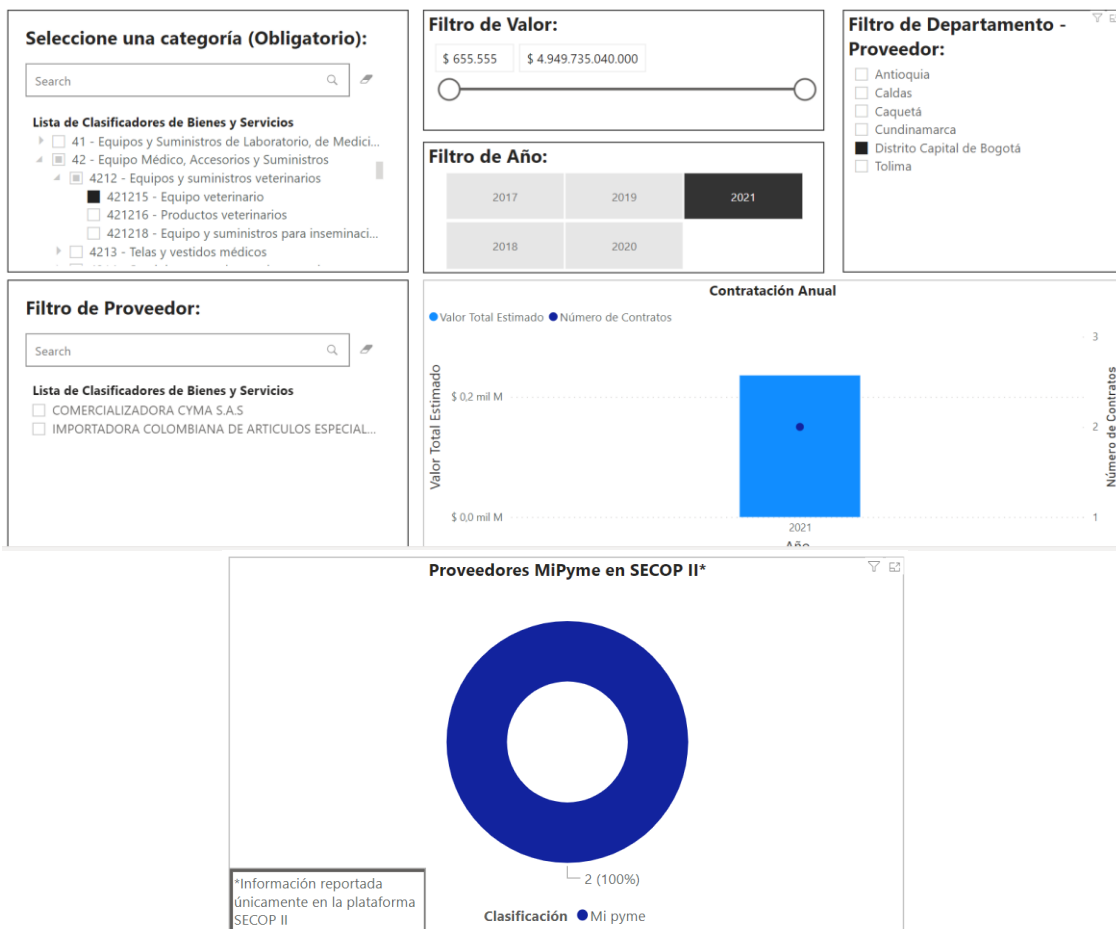 Seleccione una categoría (Obligatorio):
Search
Lista de Clasificadores de Bienes y Servicios
41 - Equipos y Suministros de Laboratorio, de Medici...
42 - Equipo Médico, Accesorios y Suministros
4212 - Equipos y suministros veterinarios
421215 - Equipo veterinario
421216 - Productos veterinarios
421218 - Equipo y suministros para inseminaci...
4213 - Telas y vestidos médicos
Filtro de Valor:
$ 655.555 $ 4.949.735.040.000
Filtro de Año:
2017 2019 2021
2018 2020
Filtro de Departamento -
Proveedor:
Antioquia
Caldas
Caquetá
Cundinamarca
Distrito Capital de Bogotá
Tolima
Filtro de Proveedor:
Search
Lista de Clasificadores de Bienes y Servicios
COMERCIALIZADORA CYMA S.A.S
IMPORTADORA COLOMBIANA DE ARTICULOS ESPECIAL...
Contratación Anual
Valor Total Estimado Número de Contratos
Valor Total Estimado
$ 0,2 mil M
$ 0,0 mil M
3
2
1
Número de Contratos
2021
Año
Proveedores MiPyme en SECOP II*
2 (100%)
*Información reportada
únicamente en la plataforma
SECOP II
Clasificación Mi pyme